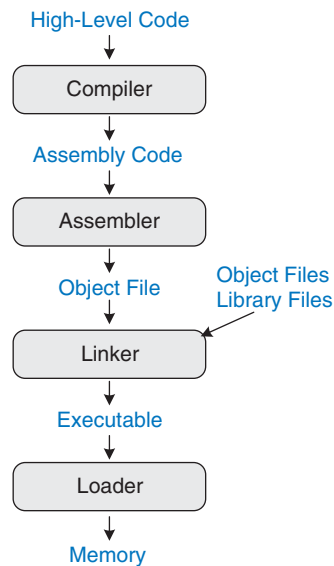 High-Level Code
Compiler
Assembly Code
Assembler
Object File
Object Files
Library Files
Linker
Executable
Loader
Memory